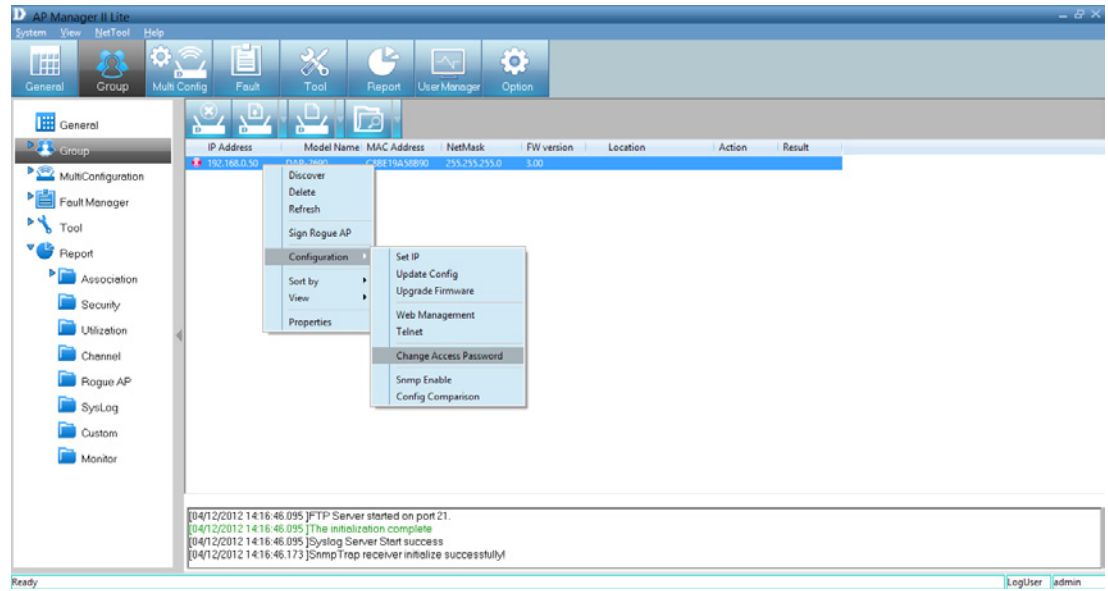 D AP Manager II Lite
System View NetTool Help
General Group Multi Config Fault Tool Report User Manager Option
General
Group
MultiConfiguration
Fault Manager
Tool
Report
Association
Security
Utilization
Channel
Rogue AP
SysLog
Custom
Monitor
IP Address Model Name MAC Address NetMask FW version Location Action Result
192.168.0.50 DAP-2690 C8BE19A58B90 255.255.255.0 3.00
Discover
Delete
Refresh
Sign Rogue AP
Configuration
Sort by
View
Properties
Set IP
Update Config
Upgrade Firmware
Web Management
Telnet
Change Access Password
Snmp Enable
Config Comparison
[04/12/2012 14:16:46.095 ]FTP Server started on port 21.
[04/12/2012 14:16:46.095 ]The initialization complete
[04/12/2012 14:16:46.095 ]Syslog Server Start success
[04/12/2012 14:16:46.173 ]SnmpTrap receiver initialize successfully!
Ready LogUser admin